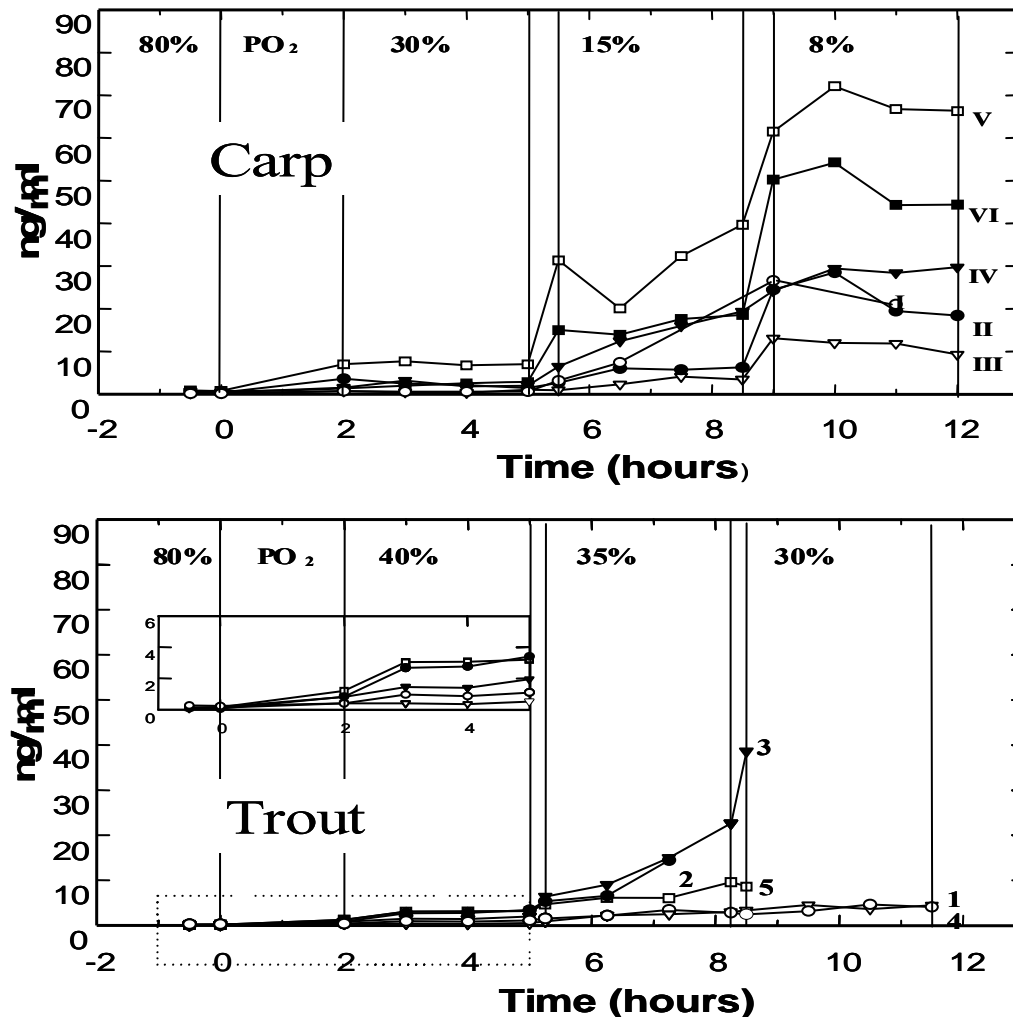 80% PO₂ 30% 15% 8%
90
80
70
60
50
40
30
20
10
0
ng/ml
Carp
V
VI
IV
I
II
III
-2 0 2 4 6 8 10 12
Time (hours)
80% PO₂ 40% 35% 30%
90
80
70
60
50
40
30
20
10
0
ng/ml
6
4
2
0
0 2 4
Trout
3
2
5
1
4
-2 0 2 4 6 8 10 12
Time (hours)